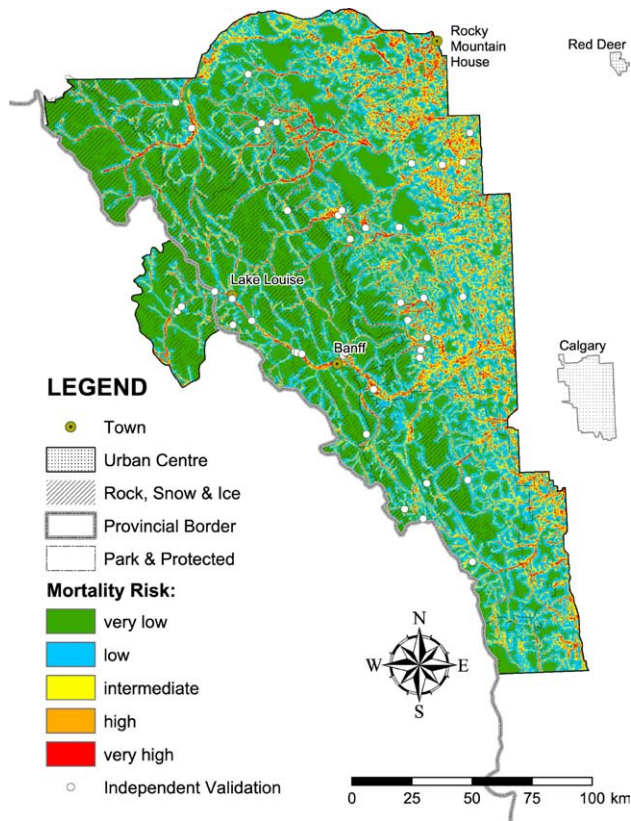 Rocky
Mountain
House
Red Deer
Lake Louise
Banff
Calgary
LEGEND
Town
Urban Centre
Rock, Snow & Ice
Provincial Border
Park & Protected
Mortality Risk:
very low
low
intermediate
high
very high
Independent Validation
N
W E
S
0 25 50 75 100 km